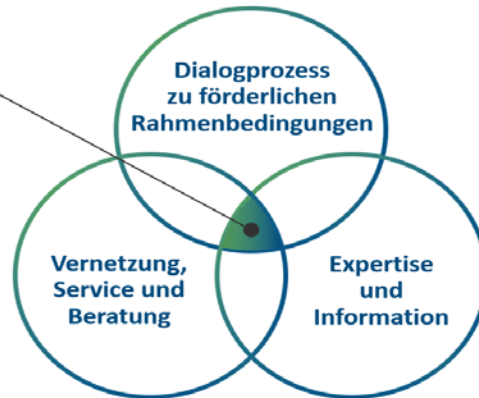 Dialogprozess
zu förderlichen
Rahmenbedingungen
Vernetzung,
Service und
Beratung
Expertise
und
Information